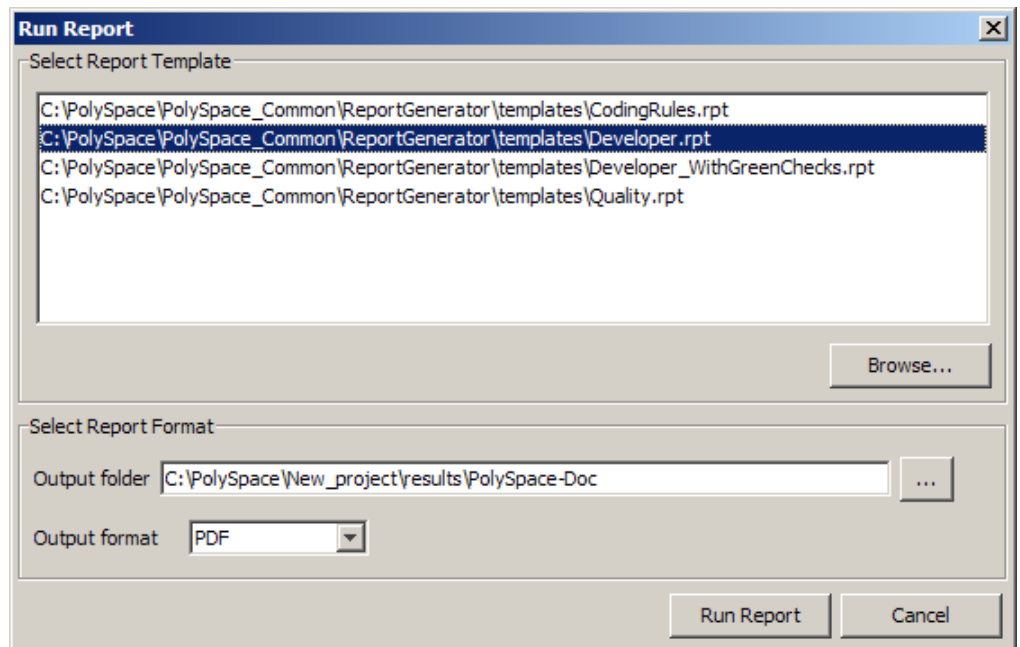 Run Report
Select Report Template
C:\PolySpace\PolySpace_Common\ReportGenerator\templates\CodingRules.rpt
C:\PolySpace\PolySpace_Common\ReportGenerator\templates\Developer.rpt
C:\PolySpace\PolySpace_Common\ReportGenerator\templates\Developer_WithGreenChecks.rpt
C:\PolySpace\PolySpace_Common\ReportGenerator\templates\Quality.rpt
Browse...
Select Report Format
Output folder C:\PolySpace\New_project\results\PolySpace-Doc ...
Output format PDF
Run Report Cancel